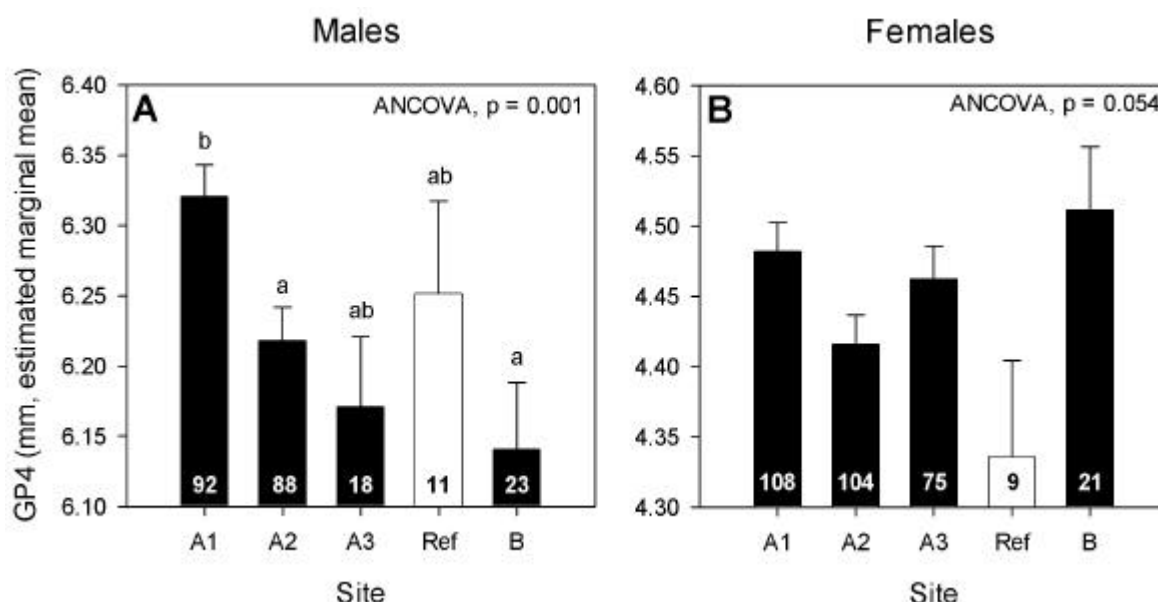 Males
Females
GP4 (mm, estimated marginal mean)
A
ANCOVA, p = 0.001
6.40
6.35
6.30
6.25
6.20
6.15
6.10
b
a
ab
ab
a
92
88
18
11
23
A1
A2
A3
Ref
B
Site
B
ANCOVA, p = 0.054
4.60
4.55
4.50
4.45
4.40
4.35
4.30
108
104
75
9
21
A1
A2
A3
Ref
B
Site